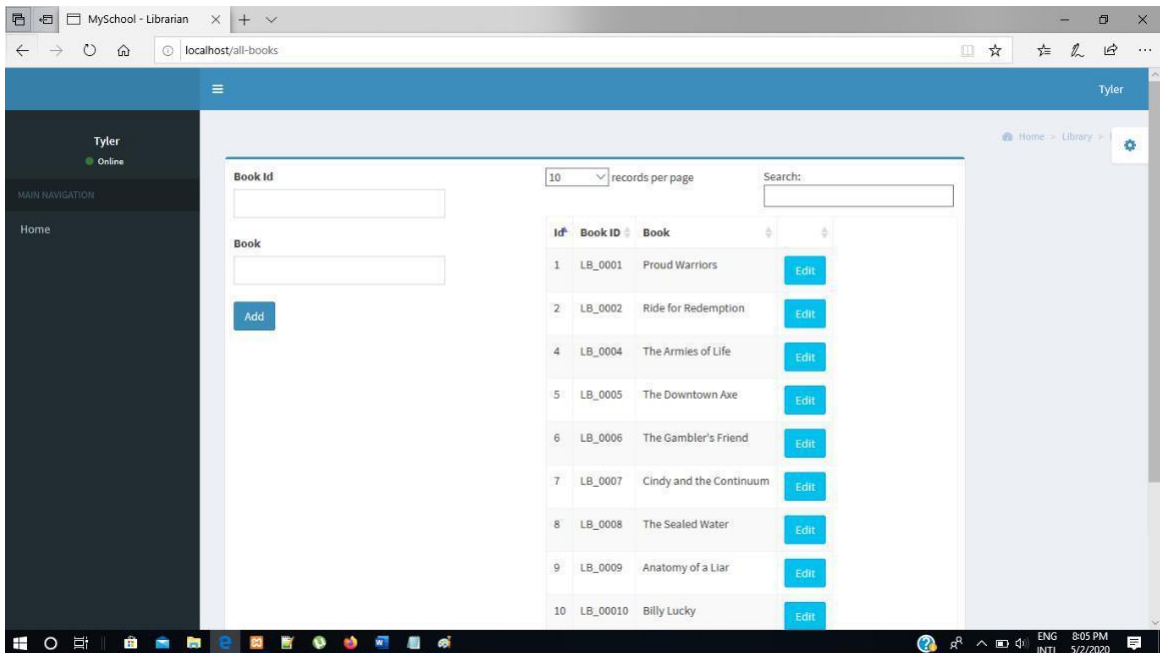 MySchool - Librarian
localhost/all-books
Tyler
Home > Library >
Tyler
Online
MAIN NAVIGATION
Home
Book Id
Book
Add
10 records per page
Search:
Id Book ID Book
1 LB_0001 Proud Warriors Edit
2 LB_0002 Ride for Redemption Edit
4 LB_0004 The Armies of Life Edit
5 LB_0005 The Downtown Axe Edit
6 LB_0006 The Gambler's Friend Edit
7 LB_0007 Cindy and the Continuum Edit
8 LB_0008 The Sealed Water Edit
9 LB_0009 Anatomy of a Liar Edit
10 LB_00010 Billy Lucky Edit
ENG 8:05 PM
INTL 5/2/2020